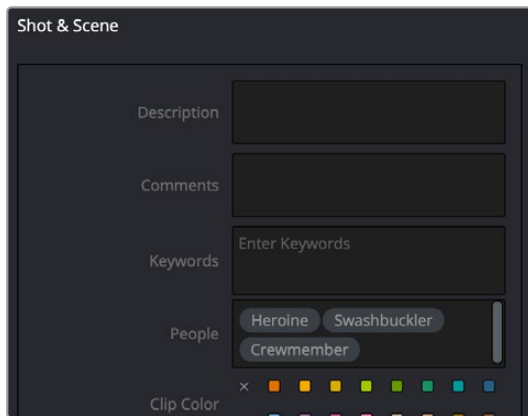 Shot & Scene
Description
Comments
Enter Keywords
Keywords
Heroine Swashbuckler
People
Crewmember
Clip Color